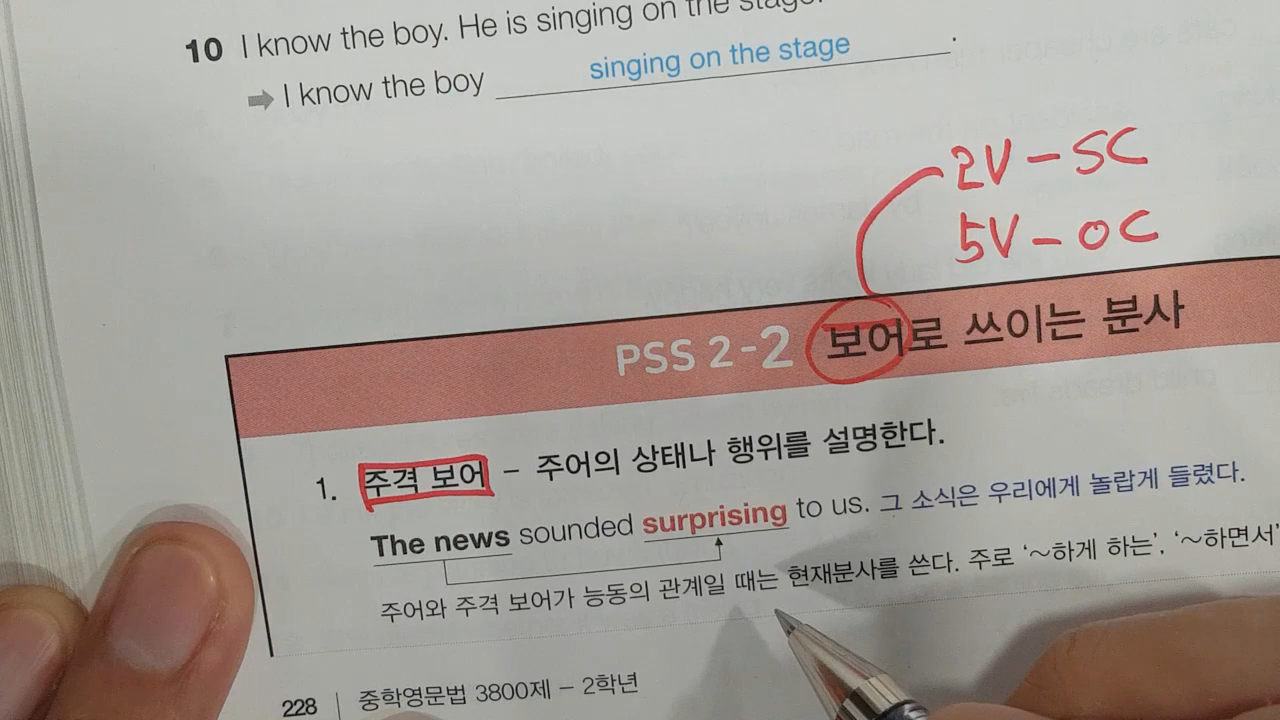 10 I know the boy. He is singing on the stage.
➡ I know the boy singing on the stage.
2V - SC
5V - OC
PSS 2-2 보어로 쓰이는 분사
1. 주격 보어 - 주어의 상태나 행위를 설명한다.
The news sounded surprising to us. 그 소식은 우리에게 놀랍게 들렸다.
주어와 주격 보어가 능동의 관계일 때는 현재분사를 쓴다. 주로 '~하게 하는', '~하면서'
228 중학영문법 3800제 - 2학년